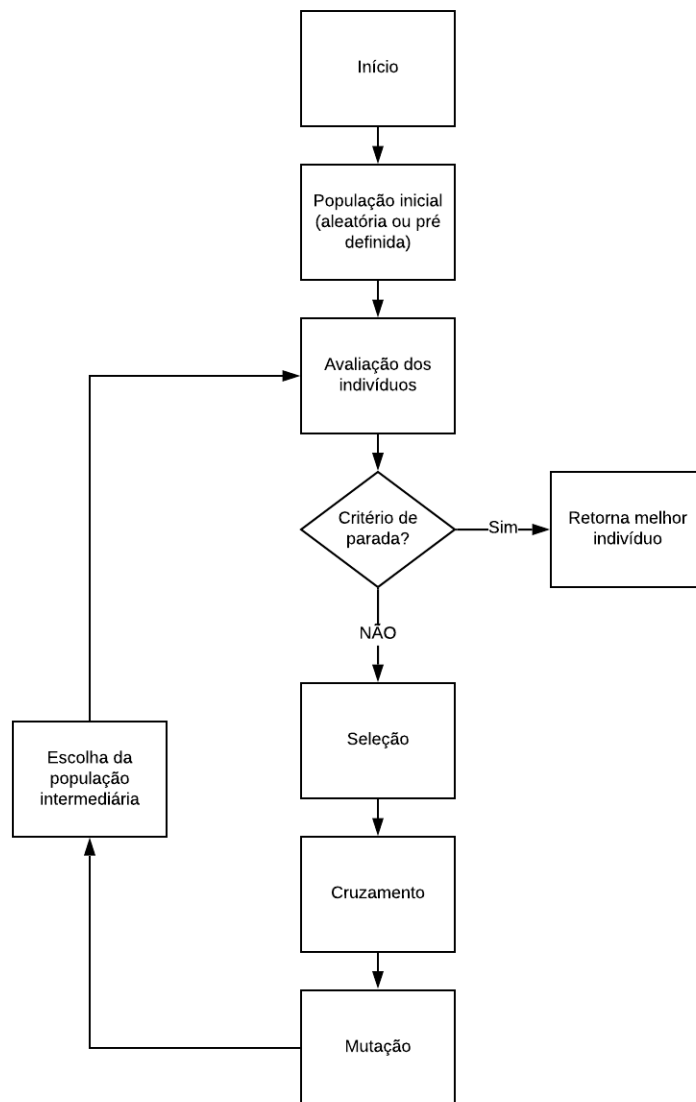 Início
População inicial
(aleatória ou pré
definida)
Avaliação dos
indivíduos
Critério de
parada?
Sim
Retorna melhor
indivíduo
NÃO
Seleção
Escolha da
população
intermediária
Cruzamento
Mutação